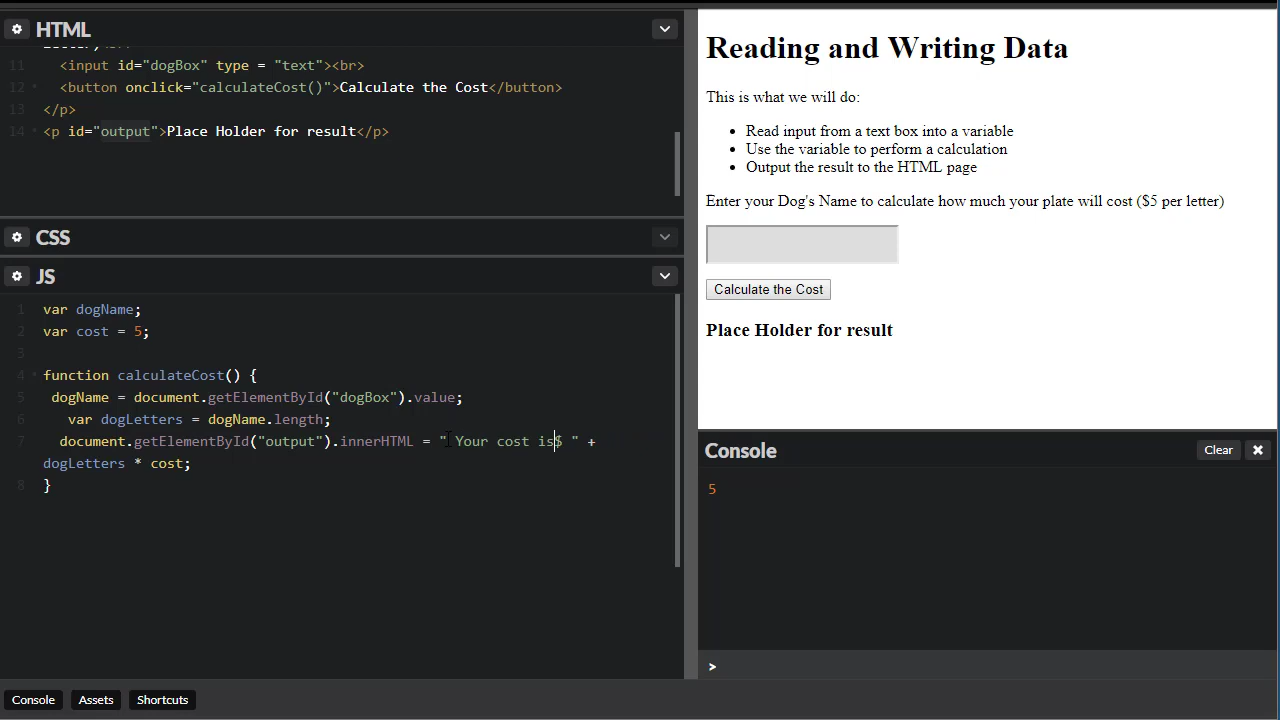 HTML
11 <input id="dogBox" type = "text"><br>
12 <button onclick="calculateCost()">Calculate the Cost</button>
13 </p>
14 <p id="output">Place Holder for result</p>
CSS
JS
1 var dogName;
2 var cost = 5;
3
4 function calculateCost() {
5 dogName = document.getElementById("dogBox").value;
6 var dogLetters = dogName.length;
7 document.getElementById("output").innerHTML = " Your cost is$ " +
dogLetters * cost;
8 }
Console Assets Shortcuts
Reading and Writing Data
This is what we will do:
• Read input from a text box into a variable
• Use the variable to perform a calculation
• Output the result to the HTML page
Enter your Dog's Name to calculate how much your plate will cost ($5 per letter)
Calculate the Cost
Place Holder for result
Console Clear
5
>